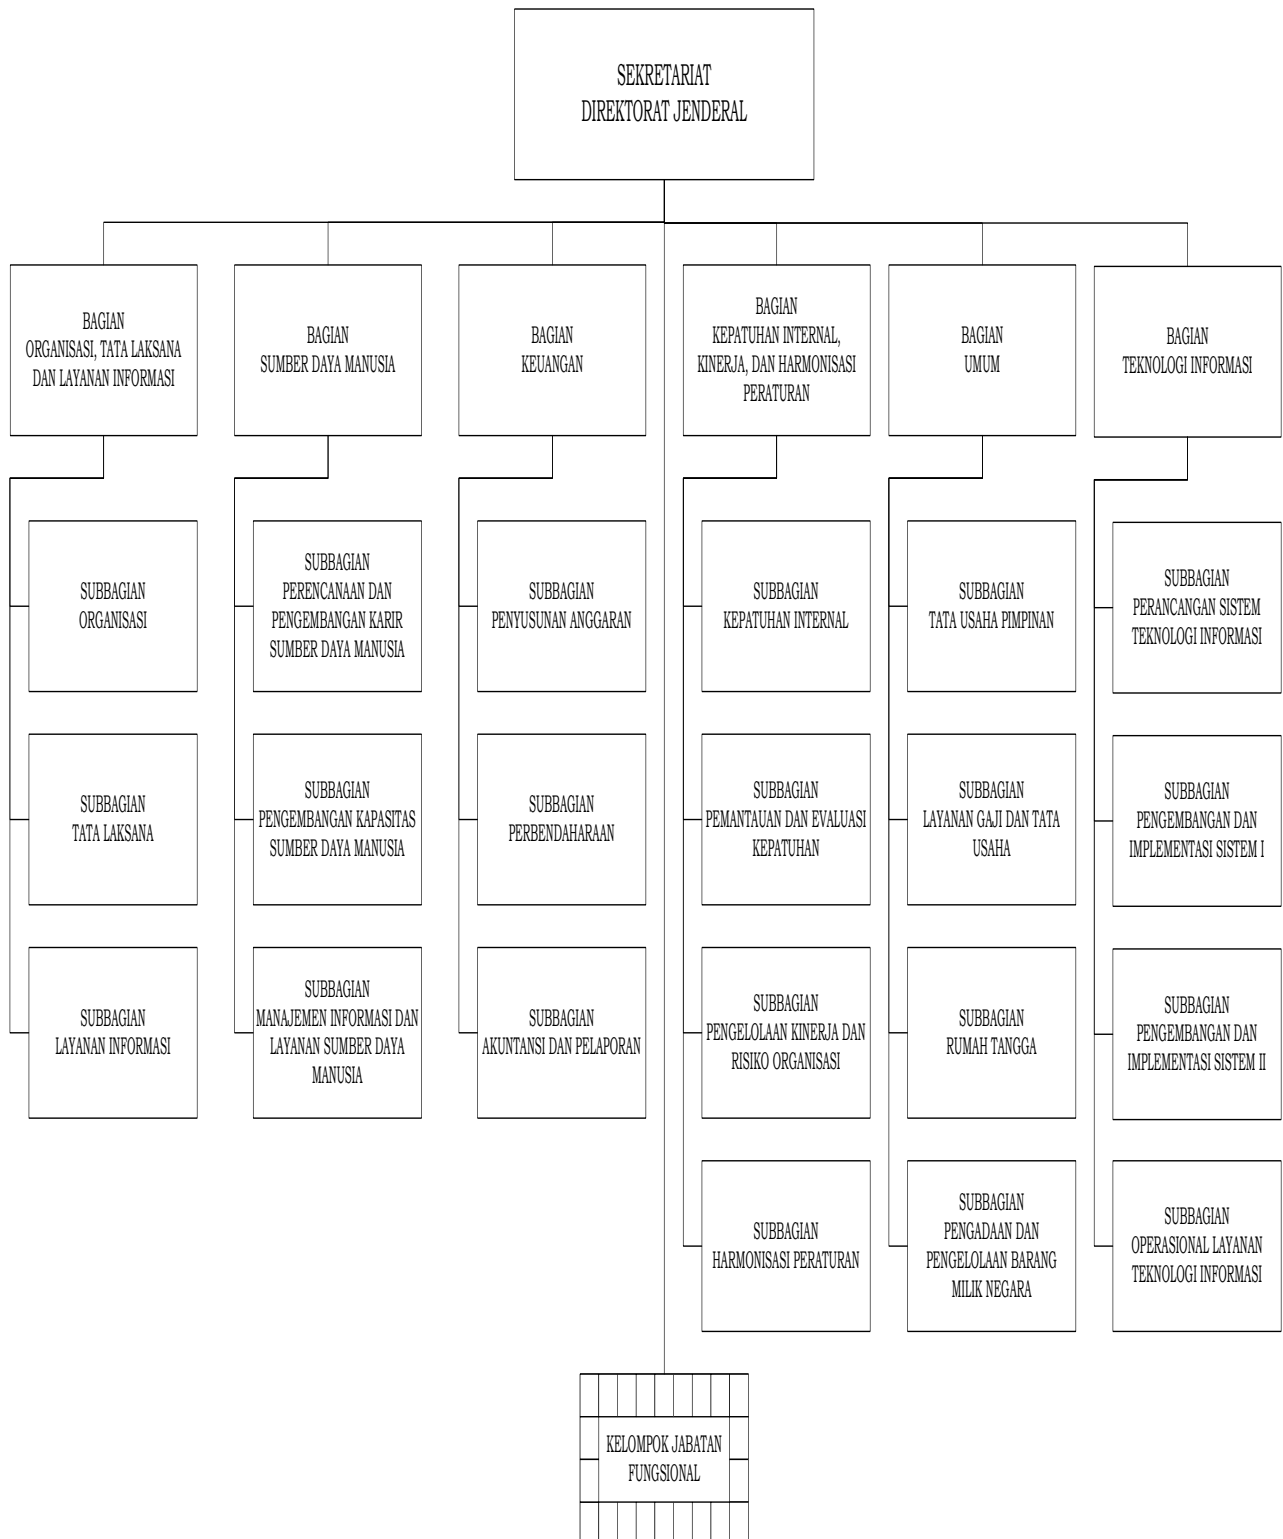 SEKRETARIAT
DIREKTORAT JENDERAL
BAGIAN
ORGANISASI, TATA LAKSANA
DAN LAYANAN INFORMASI
BAGIAN
SUMBER DAYA MANUSIA
BAGIAN
KEUANGAN
BAGIAN
KEPATUHAN INTERNAL,
KINERJA, DAN HARMONISASI
PERATURAN
BAGIAN
UMUM
BAGIAN
TEKNOLOGI INFORMASI
SUBBAGIAN
ORGANISASI
SUBBAGIAN
PERENCANAAN DAN
PENGEMBANGAN KARIR
SUMBER DAYA MANUSIA
SUBBAGIAN
PENYUSUNAN ANGGARAN
SUBBAGIAN
KEPATUHAN INTERNAL
SUBBAGIAN
TATA USAHA PIMPINAN
SUBBAGIAN
PERANCANGAN SISTEM
TEKNOLOGI INFORMASI
SUBBAGIAN
TATA LAKSANA
SUBBAGIAN
PENGEMBANGAN KAPASITAS
SUMBER DAYA MANUSIA
SUBBAGIAN
PERBENDAHARAAN
SUBBAGIAN
PEMANTAUAN DAN EVALUASI
KEPATUHAN
SUBBAGIAN
LAYANAN GAJI DAN TATA
USAHA
SUBBAGIAN
PENGEMBANGAN DAN
IMPLEMENTASI SISTEM I
SUBBAGIAN
LAYANAN INFORMASI
SUBBAGIAN
MANAJEMEN INFORMASI DAN
LAYANAN SUMBER DAYA
MANUSIA
SUBBAGIAN
AKUNTANSI DAN PELAPORAN
SUBBAGIAN
PENGELOLAAN KINERJA DAN
RISIKO ORGANISASI
SUBBAGIAN
RUMAH TANGGA
SUBBAGIAN
PENGEMBANGAN DAN
IMPLEMENTASI SISTEM II
SUBBAGIAN
HARMONISASI PERATURAN
SUBBAGIAN
PENGADAAN DAN
PENGELOLAAN BARANG
MILIK NEGARA
SUBBAGIAN
OPERASIONAL LAYANAN
TEKNOLOGI INFORMASI
KELOMPOK JABATAN
FUNGSIONAL